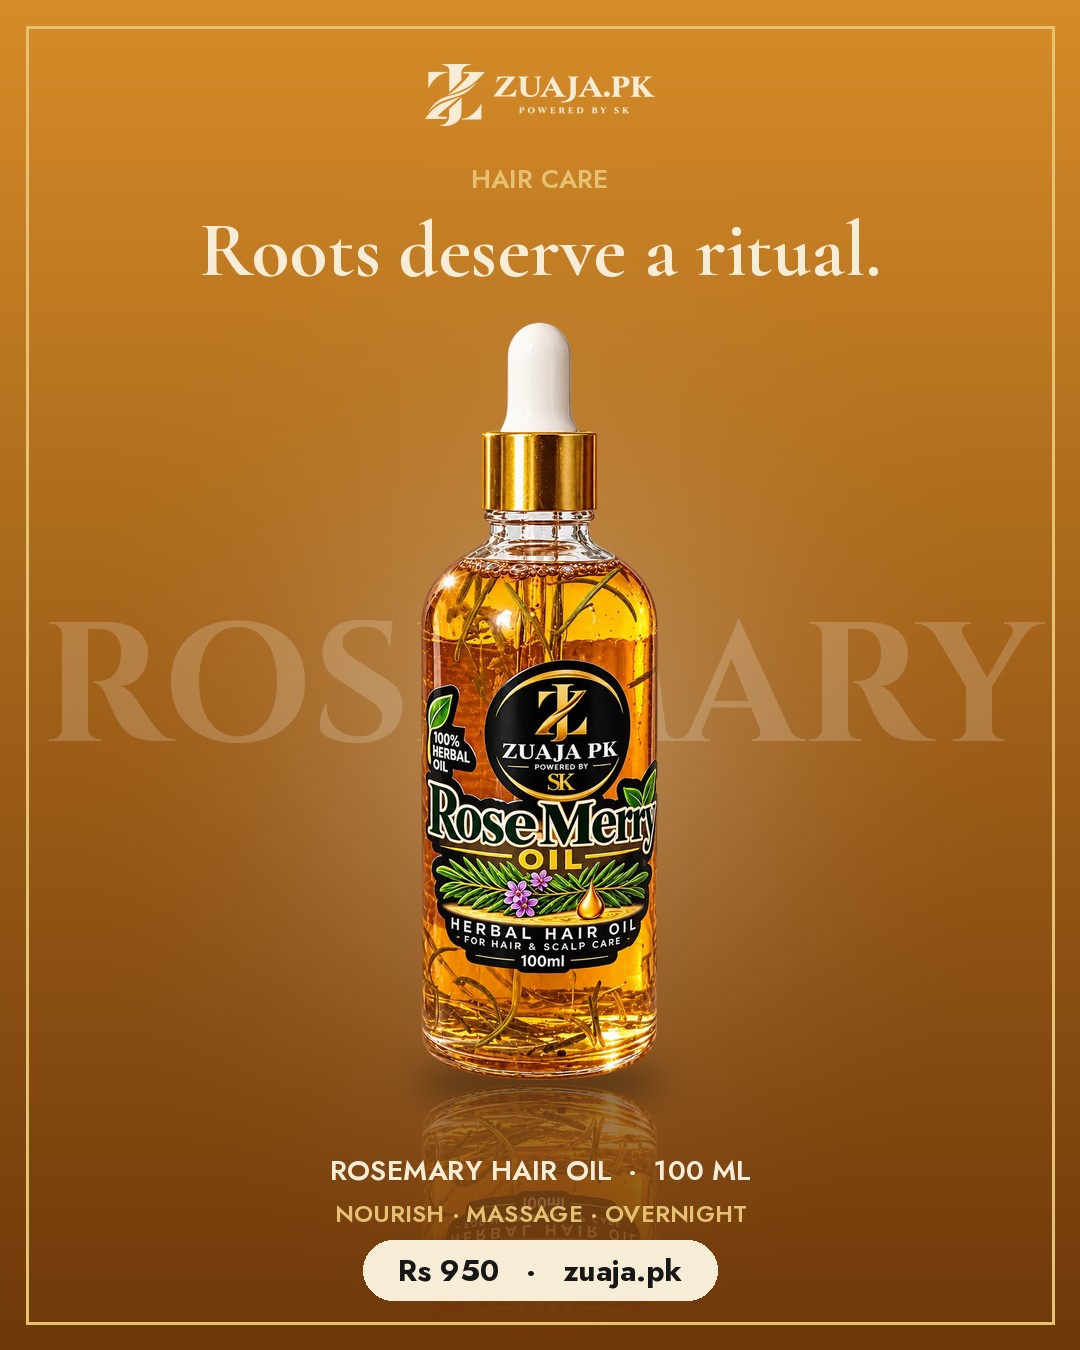 ZUAJA.PK
POWERED BY SK
HAIR CARE
Roots deserve a ritual.
ROSEMARY
100%
HERBAL
OIL
ZUAJA PK
POWERED BY
SK
RoseMerry
OIL
HERBAL HAIR OIL
- FOR HAIR & SCALP CARE -
100ml
ROSEMARY HAIR OIL · 100 ML
NOURISH · MASSAGE · OVERNIGHT
Rs 950 · zuaja.pk